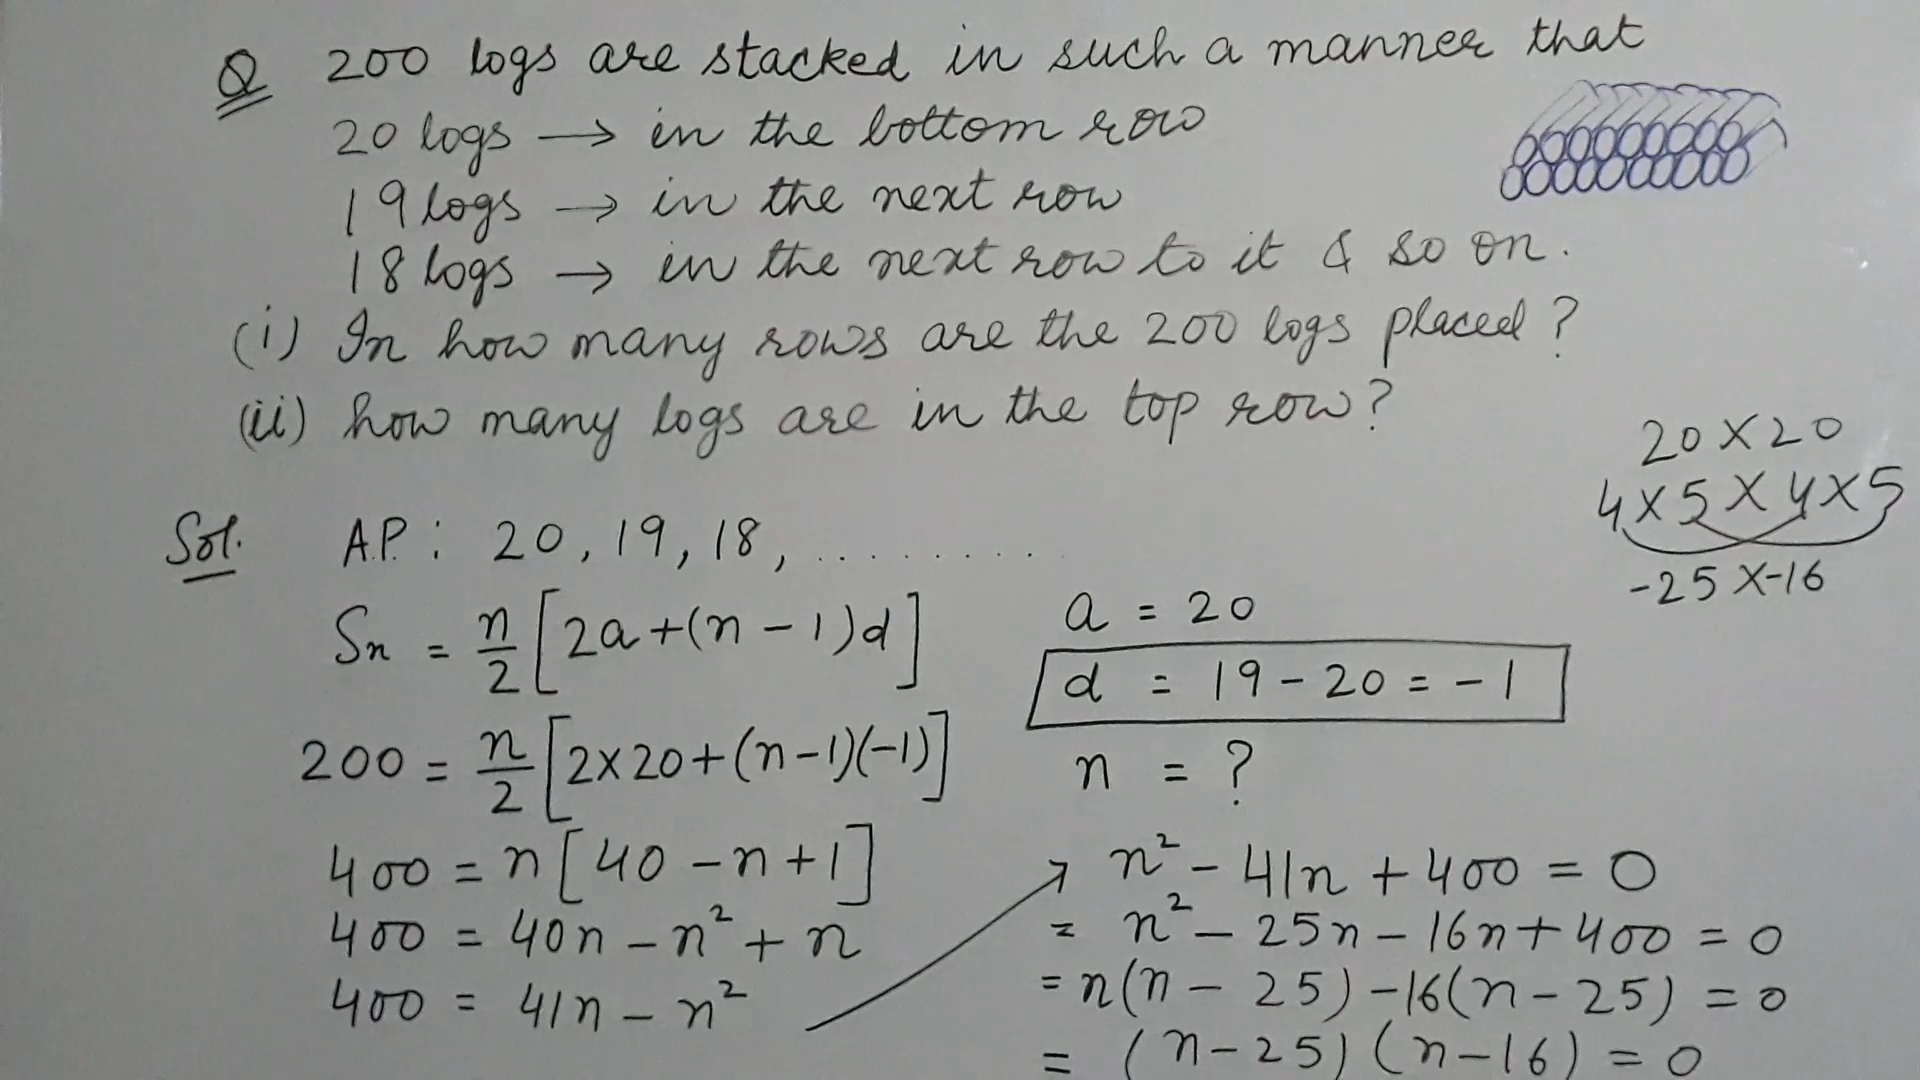 Q 200 logs are stacked in such a manner that
20 logs → in the bottom row
19 logs → in the next row
18 logs → in the next row to it & so on.
(i) In how many rows are the 200 logs placed?
(ii) how many logs are in the top row?
20 × 20
4 × 5 × 4 × 5
-25 × -16
Sol. A.P. : 20, 19, 18, .........
Sn = n/2 [2a + (n - 1)d]
200 = n/2 [2×20 + (n-1)(-1)]
400 = n[40 - n + 1]
400 = 40n - n² + n
400 = 41n - n²
a = 20
d = 19 - 20 = -1
n = ?
→ n² - 41n + 400 = 0
= n² - 25n - 16n + 400 = 0
= n(n - 25) - 16(n - 25) = 0
= (n - 25) (n - 16) = 0